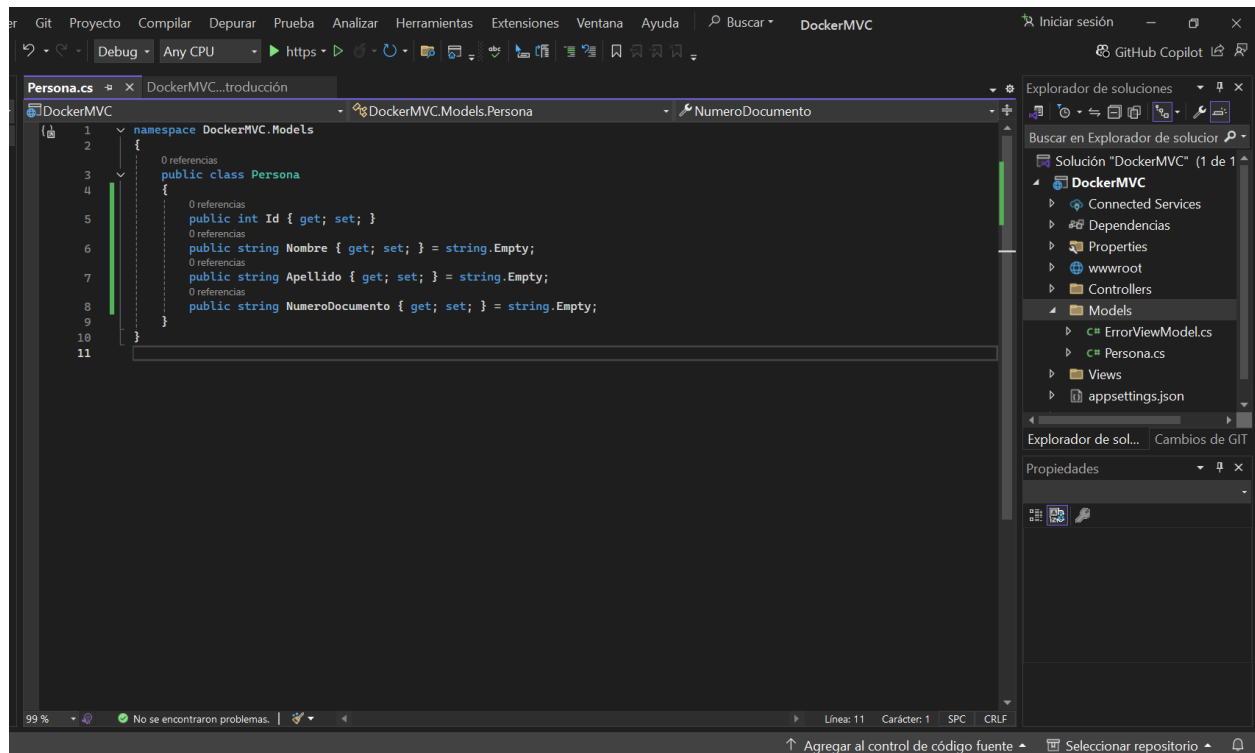 Git Proyecto Compilar Depurar Prueba Analizar Herramientas Extensiones Ventana Ayuda Buscar DockerMVC Iniciar sesión
Debug Any CPU https GitHub Copilot
Persona.cs DockerMVC...troducción
DockerMVC DockerMVC.Models.Persona NumeroDocumento
1 namespace DockerMVC.Models
2 {
0 referencias
3 public class Persona
4 {
0 referencias
5 public int Id { get; set; }
0 referencias
6 public string Nombre { get; set; } = string.Empty;
0 referencias
7 public string Apellido { get; set; } = string.Empty;
0 referencias
8 public string NumeroDocumento { get; set; } = string.Empty;
9 }
10 }
11
99 % No se encontraron problemas. Línea: 11 Carácter: 1 SPC CRLF
Explorador de soluciones
Buscar en Explorador de solucior
Solución "DockerMVC" (1 de 1
DockerMVC
Connected Services
Dependencias
Properties
wwwroot
Controllers
Models
C# ErrorViewModel.cs
C# Persona.cs
Views
appsettings.json
Explorador de sol... Cambios de GIT
Propiedades
Agregar al control de código fuente Seleccionar repositorio